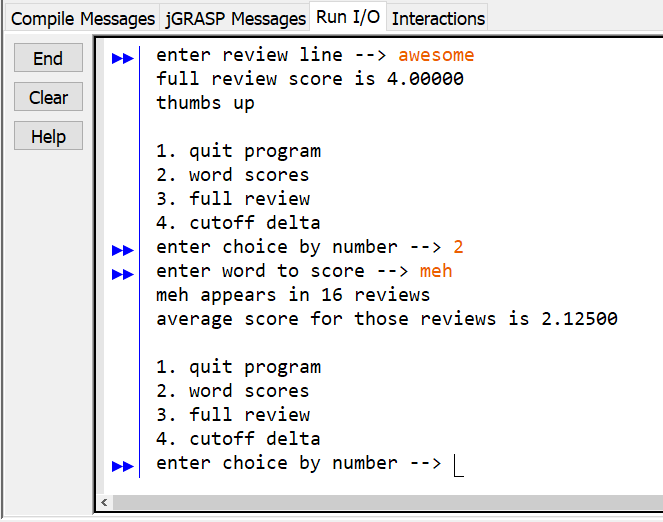 Compile Messages jGRASP Messages Run I/O Interactions
End
Clear
Help
enter review line --> awesome
full review score is 4.00000
thumbs up
1. quit program
2. word scores
3. full review
4. cutoff delta
enter choice by number --> 2
enter word to score --> meh
meh appears in 16 reviews
average score for those reviews is 2.12500
1. quit program
2. word scores
3. full review
4. cutoff delta
enter choice by number -->